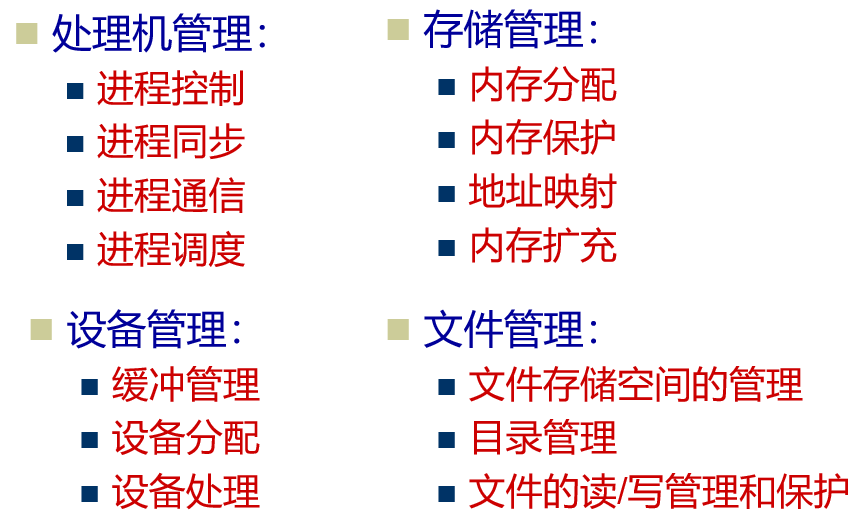 处理机管理：
进程控制
进程同步
进程通信
进程调度
存储管理：
内存分配
内存保护
地址映射
内存扩充
设备管理：
缓冲管理
设备分配
设备处理
文件管理：
文件存储空间的管理
目录管理
文件的读/写管理和保护